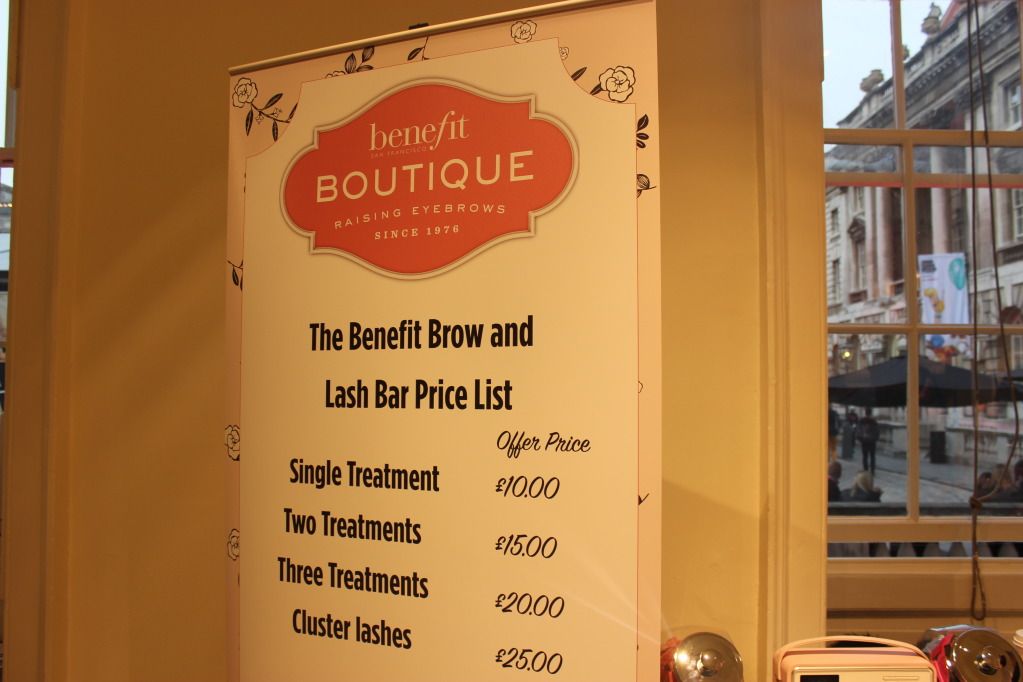 benefit
SAN FRANCISCO
BOUTIQUE
RAISING EYEBROWS
SINCE 1976
The Benefit Brow and
Lash Bar Price List
Offer Price
Single Treatment £10.00
Two Treatments £15.00
Three Treatments £20.00
Cluster lashes £25.00